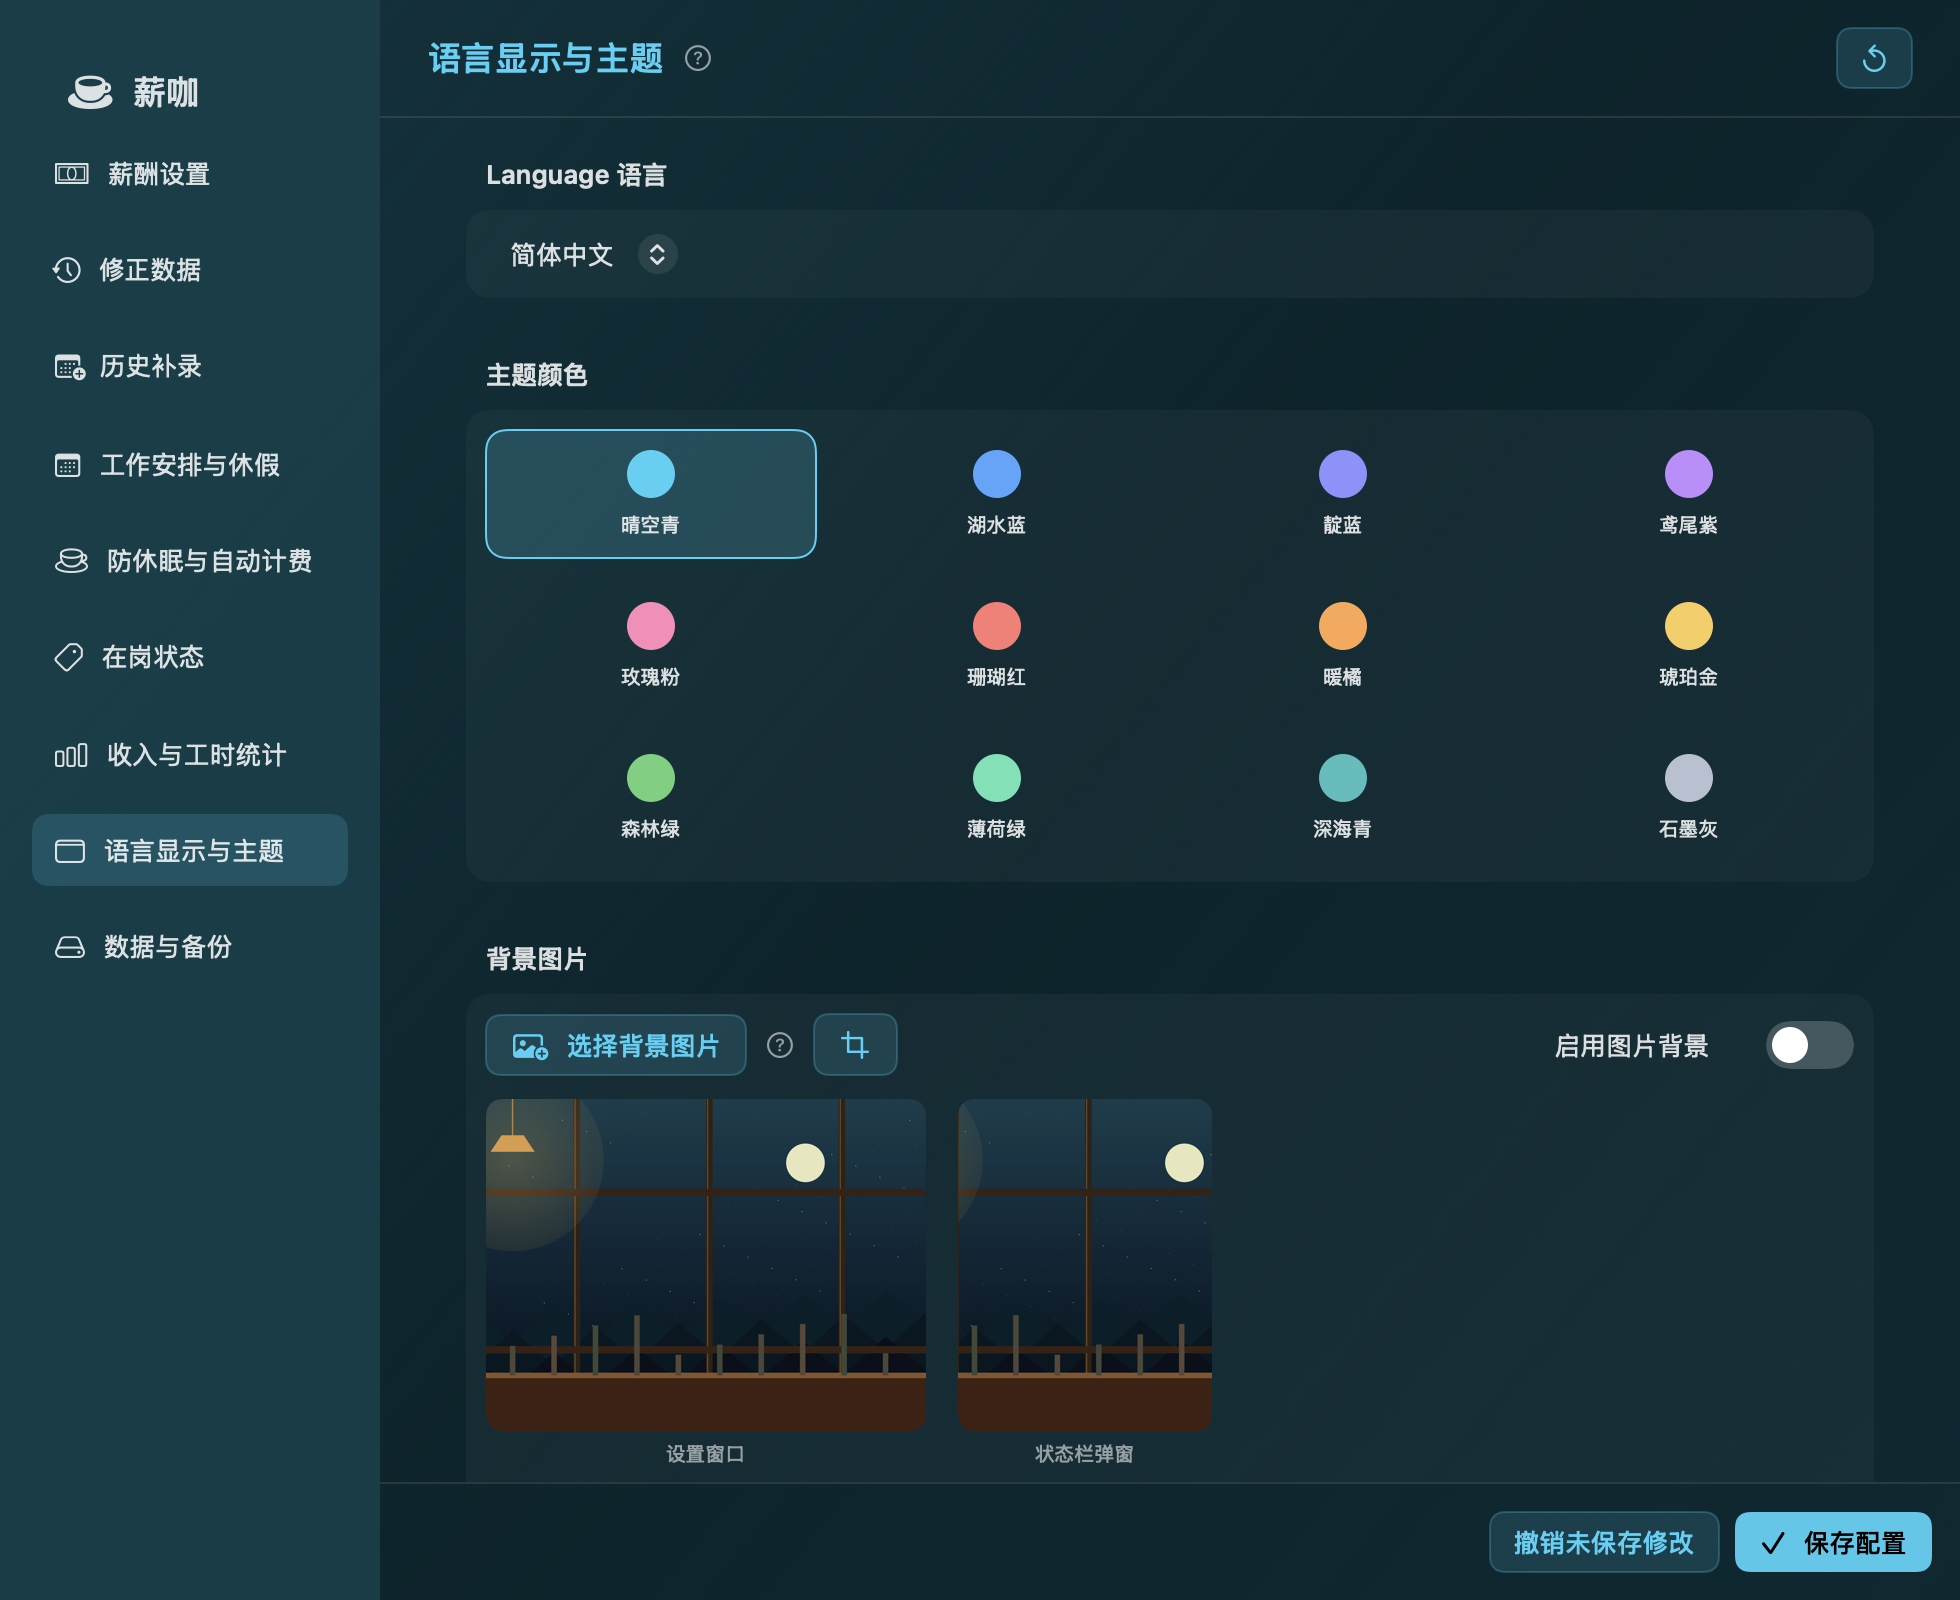 薪咖
薪酬设置
修正数据
历史补录
工作安排与休假
防休眠与自动计费
在岗状态
收入与工时统计
语言显示与主题
数据与备份
语言显示与主题
Language 语言
简体中文
主题颜色
晴空青
湖水蓝
靛蓝
鸢尾紫
玫瑰粉
珊瑚红
暖橘
琥珀金
森林绿
薄荷绿
深海青
石墨灰
背景图片
选择背景图片
启用图片背景
设置窗口
状态栏弹窗
撤销未保存修改
保存配置